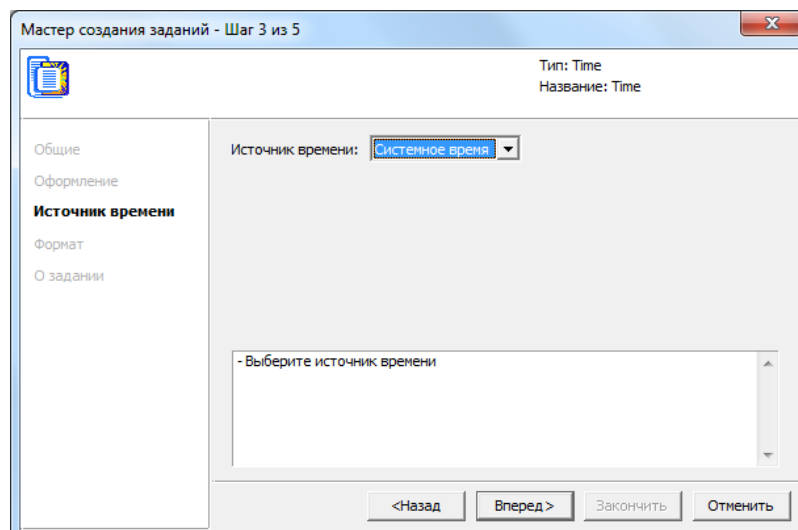 Мастер создания заданий - Шаг 3 из 5
Тип: Time
Название: Time
Общие
Оформление
Источник времени
Формат
О задании
Источник времени: Системное время
- Выберите источник времени
<Назад Вперед> Закончить Отменить